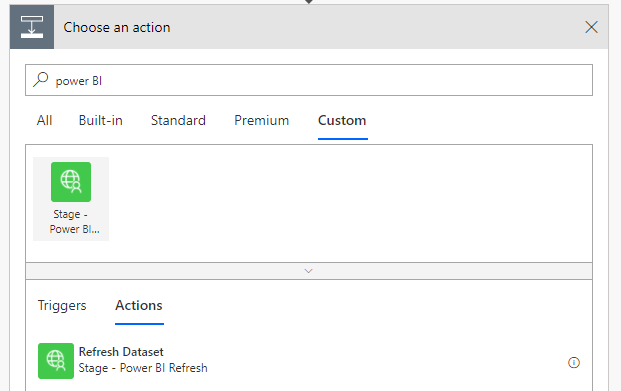 Choose an action
power BI
All Built-in Standard Premium Custom
Stage -
Power BI...
Triggers Actions
Refresh Dataset
Stage - Power BI Refresh